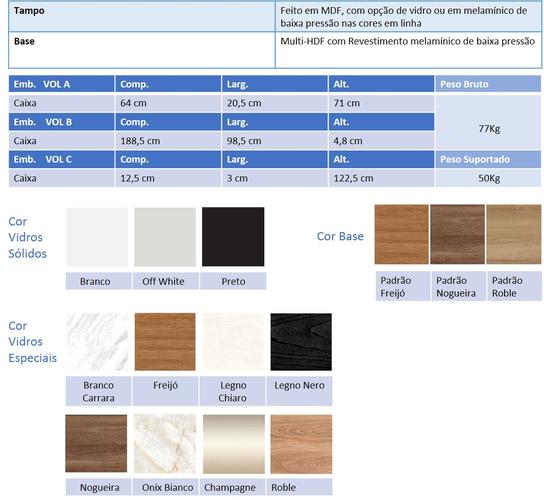 Tampo
Feito em MDF, com opção de vidro ou em melamínico de
baixa pressão nas cores em linha
Base
Multi-HDF com Revestimento melamínico de baixa pressão
Emb. VOL A Comp. Larg. Alt. Peso Bruto
Caixa 64 cm 20,5 cm 71 cm
Emb. VOL B Comp. Larg. Alt.
77Kg
Caixa 188,5 cm 98,5 cm 4,8 cm
Emb. VOL C Comp. Larg. Alt. Peso Suportado
Caixa 12,5 cm 3 cm 122,5 cm 50Kg
Cor
Vidros
Sólidos
Branco Off White Preto
Cor Base
Padrão
Freijó
Padrão
Nogueira
Padrão
Roble
Cor
Vidros
Especiais
Branco
Carrara
Freijó
Legno
Chiaro
Legno Nero
Nogueira Onix Bianco Champagne Roble